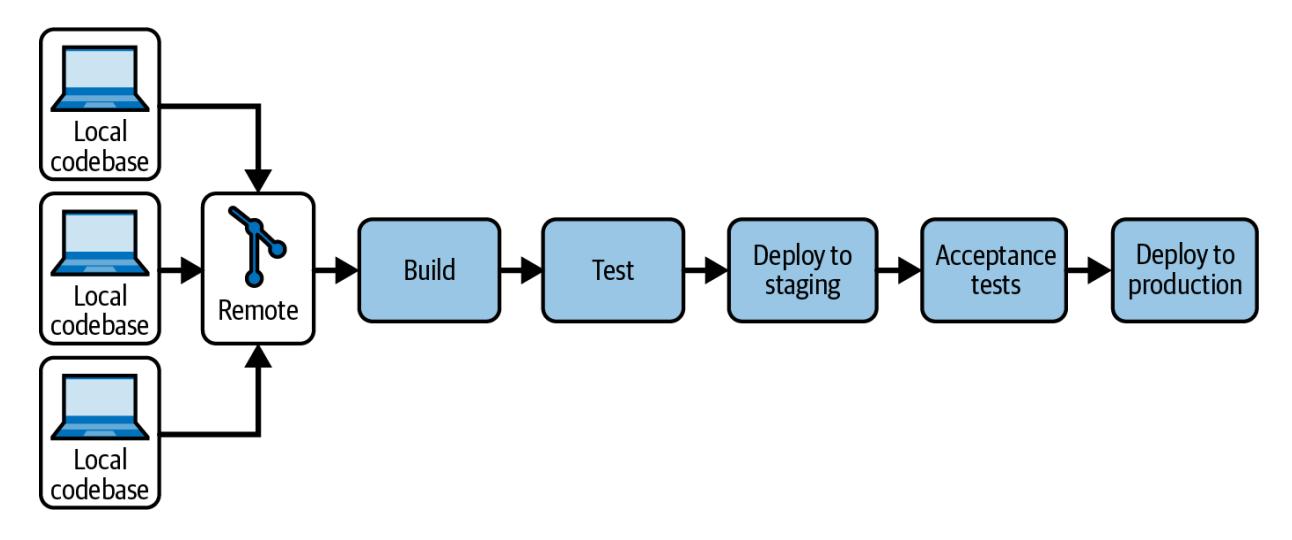 Local
codebase
Local
codebase
Local
codebase
Remote
Build
Test
Deploy to
staging
Acceptance
tests
Deploy to
production